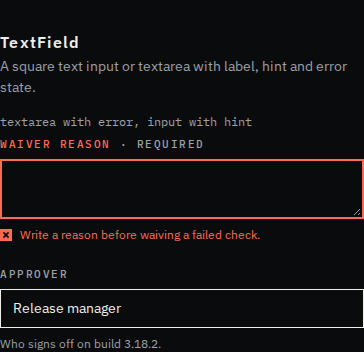 TextField
A square text input or textarea with label, hint and error
state.
textarea with error, input with hint
WAIVER REASON · REQUIRED
Write a reason before waiving a failed check.
APPROVER
Release manager
Who signs off on build 3.18.2.